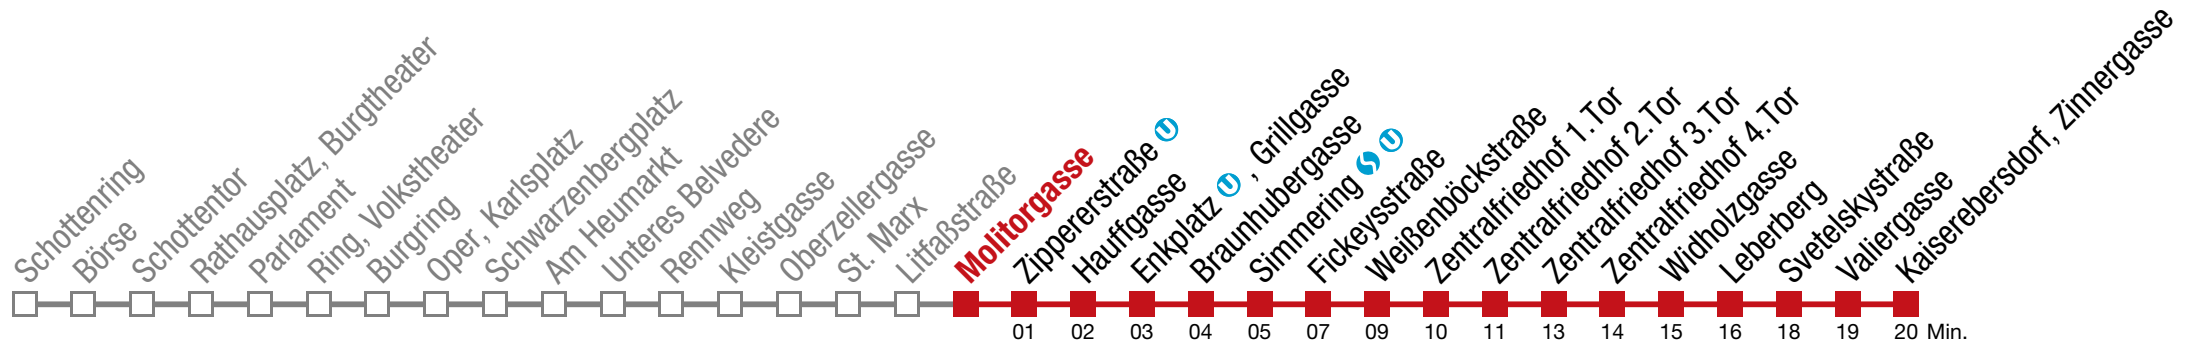 Schottenring
Börse
Schottentor
Rathausplatz, Burgtheater
Parlament
Ring, Volkstheater
Burgring
Oper, Karlsplatz
Schwarzenbergplatz
Am Heumarkt
Unteres Belvedere
Rennweg
Kleistgasse
Oberzellergasse
St. Marx
Litfaßstraße
Molitorgasse
Zippererstraße U
Hauffgasse
Enkplatz U, Grillgasse
Braunhubergasse
Simmering S U
Fickeysstraße
Weißenböckstraße
Zentralfriedhof 1.Tor
Zentralfriedhof 2.Tor
Zentralfriedhof 3.Tor
Zentralfriedhof 4.Tor
Widholzgasse
Leberberg
Svetelskystraße
Valiergasse
Kaiserebersdorf, Zinnergasse
01 02 03 04 05 07 09 10 11 13 14 15 16 18 19 20 Min.